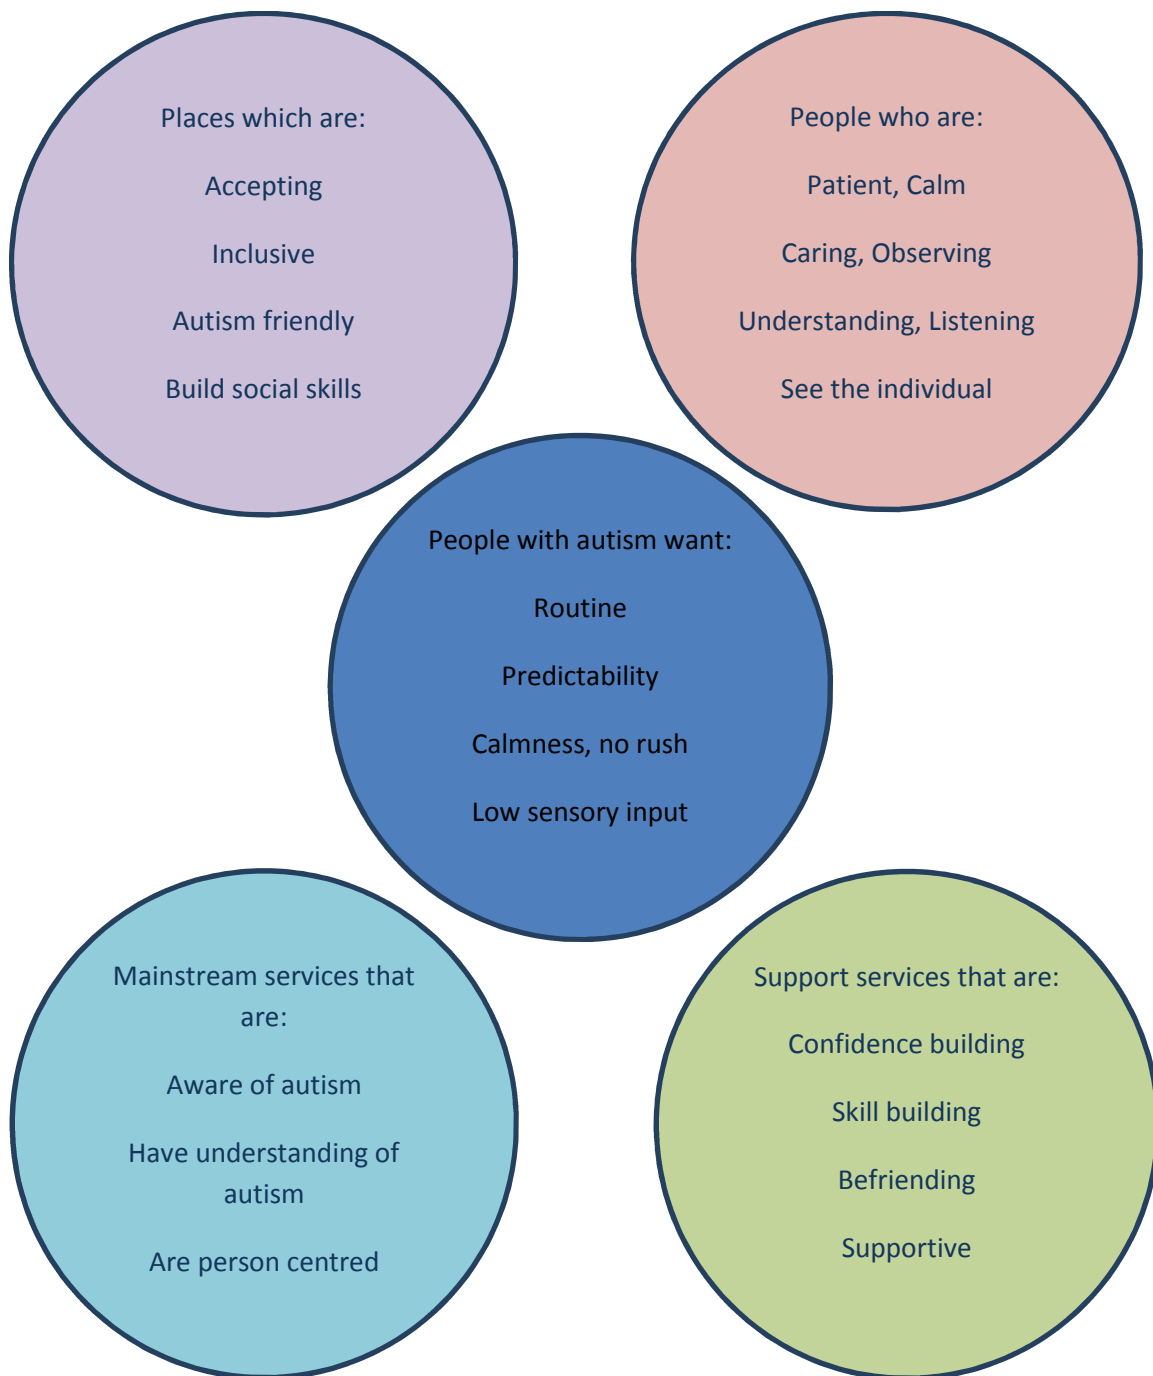 Places which are:
Accepting
Inclusive
Autism friendly
Build social skills
People who are:
Patient, Calm
Caring, Observing
Understanding, Listening
See the individual
People with autism want:
Routine
Predictability
Calmness, no rush
Low sensory input
Mainstream services that
are:
Aware of autism
Have understanding of
autism
Are person centred
Support services that are:
Confidence building
Skill building
Befriending
Supportive